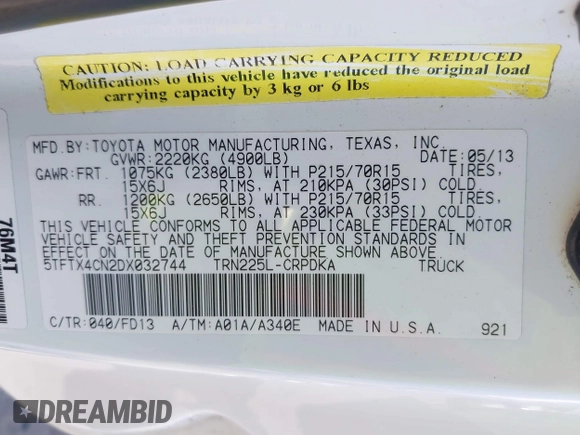 CAUTION: LOAD CARRYING CAPACITY REDUCED
Modifications to this vehicle have reduced the original load
carrying capacity by 3 kg or 6 lbs
MFD.BY:TOYOTA MOTOR MANUFACTURING, TEXAS, INC.
GVWR:2220KG (4900LB) DATE:05/13
GAWR:FRT. 1075KG (2380LB) WITH P215/70R15 TIRES,
15X6J RIMS, AT 210KPA (30PSI) COLD.
RR. 1200KG (2650LB) WITH P215/70R15 TIRES,
15X6J RIMS, AT 230KPA (33PSI) COLD.
THIS VEHICLE CONFORMS TO ALL APPLICABLE FEDERAL MOTOR
VEHICLE SAFETY AND THEFT PREVENTION STANDARDS IN
EFFECT ON THE DATE OF MANUFACTURE SHOWN ABOVE.
5TFTX4CN2DX032744 TRN225L-CRPDKA TRUCK
C/TR:040/FD13 A/TM:A01A/A340E MADE IN U.S.A. 921
76M4T
DREAMBID